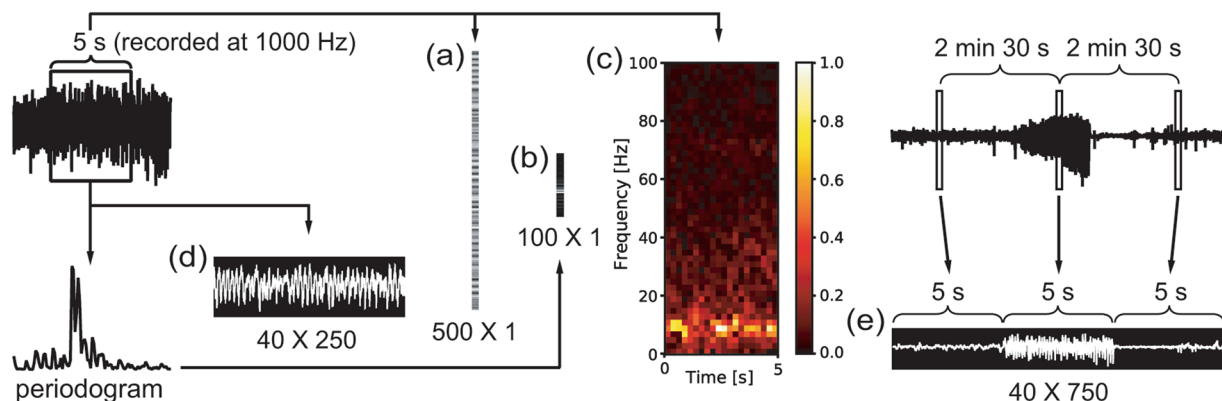 5 s (recorded at 1000 Hz)
periodogram
(d)
40 X 250
(a)
500 X 1
(b)
100 X 1
(c)
Frequency [Hz]
100
80
60
40
20
0
0
5
Time [s]
1.0
0.8
0.6
0.4
0.2
0.0
2 min 30 s 2 min 30 s
5 s 5 s 5 s
(e)
40 X 750